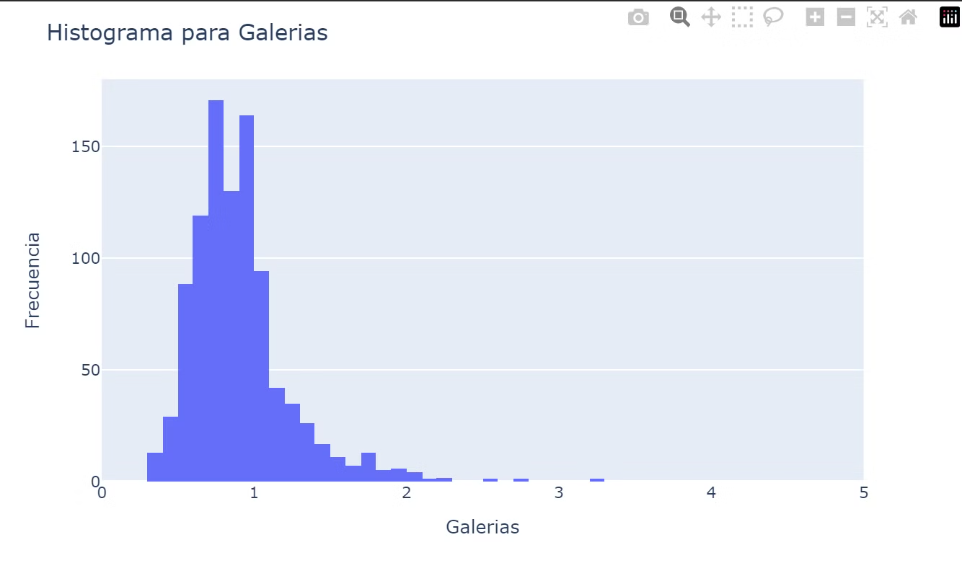 Histograma para Galerias
150
100
50
0
Frecuencia
0 1 2 3 4 5
Galerias